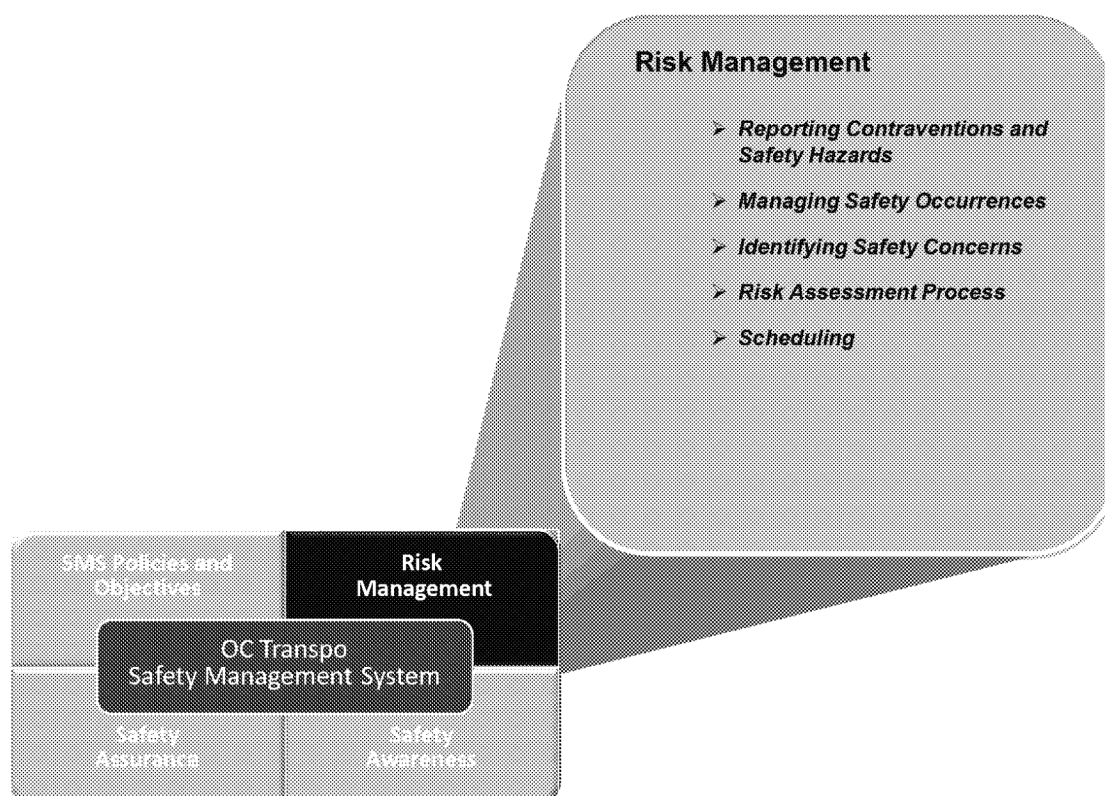 Risk Management
➢ Reporting Contraventions and
Safety Hazards
➢ Managing Safety Occurrences
➢ Identifying Safety Concerns
➢ Risk Assessment Process
➢ Scheduling
SMS Policies and
Objectives
Risk
Management
OC Transpo
Safety Management System
Safety
Assurance
Safety
Awareness